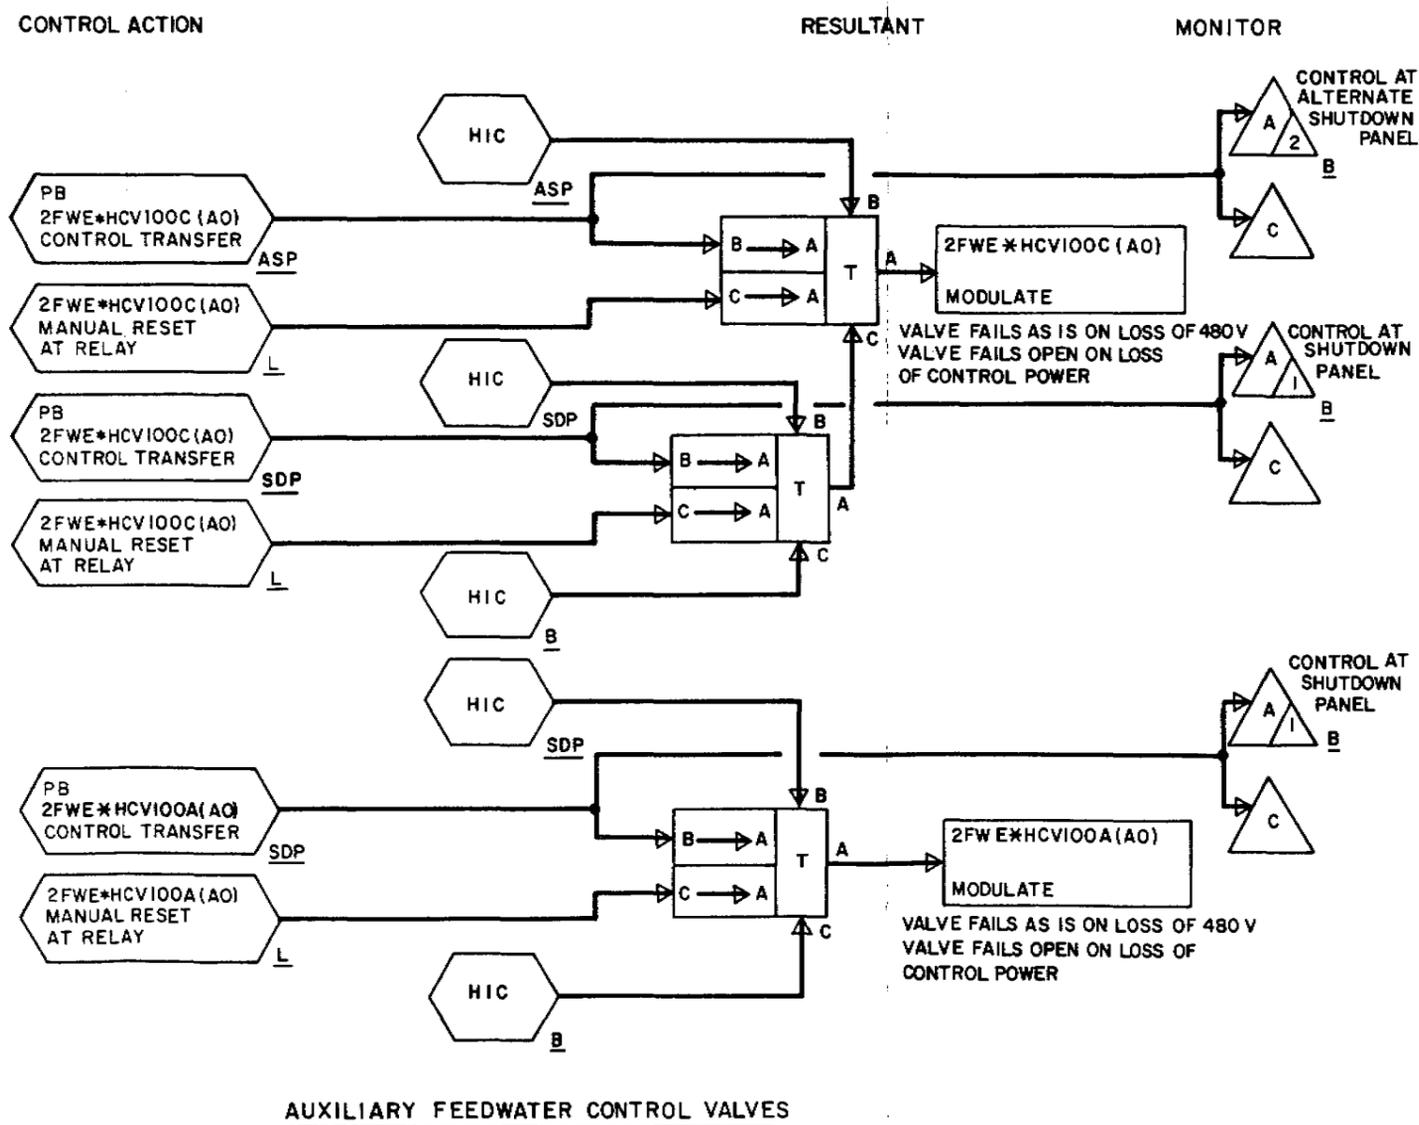 CONTROL ACTION
RESULTANT
MONITOR
HIC
ASP
PB
2FWE*HCV100C(AO)
CONTROL TRANSFER
ASP
2FWE*HCV100C(AO)
MANUAL RESET
AT RELAY
L
B
B A
C A
T
A
C
2FWE*HCV100C(AO)
MODULATE
VALVE FAILS AS IS ON LOSS OF 480 V
VALVE FAILS OPEN ON LOSS
OF CONTROL POWER
A
2
B
CONTROL AT
ALTERNATE
SHUTDOWN
PANEL
C
HIC
SDP
PB
2FWE*HCV100C(AO)
CONTROL TRANSFER
SDP
2FWE*HCV100C(AO)
MANUAL RESET
AT RELAY
L
B
B A
C A
T
A
C
HIC
B
A
1
B
CONTROL AT
SHUTDOWN
PANEL
C
HIC
SDP
PB
2FWE*HCV100A(AO)
CONTROL TRANSFER
SDP
2FWE*HCV100A(AO)
MANUAL RESET
AT RELAY
L
B
B A
C A
T
A
C
HIC
B
2FWE*HCV100A(AO)
MODULATE
VALVE FAILS AS IS ON LOSS OF 480 V
VALVE FAILS OPEN ON LOSS OF
CONTROL POWER
A
1
B
CONTROL AT
SHUTDOWN
PANEL
C
AUXILIARY FEEDWATER CONTROL VALVES